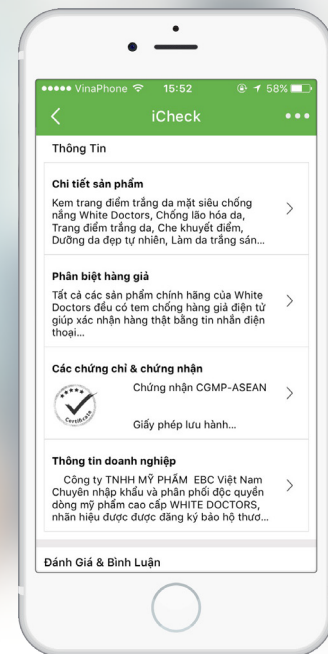 VinaPhone 15:52 58%
iCheck
Thông Tin
Chi tiết sản phẩm
Kem trang điểm trắng da mặt siêu chống
nắng White Doctors, Chống lão hóa da,
Trang điểm trắng da, Che khuyết điểm,
Dưỡng da đẹp tự nhiên, Làm da trắng sán...
Phân biệt hàng giả
Tất cả các sản phẩm chính hãng của White
Doctors đều có tem chống hàng giả điện tử
giúp xác nhận hàng thật bằng tin nhắn điện
thoại...
Các chứng chỉ & chứng nhận
Chứng nhận CGMP-ASEAN
Certificate
Giấy phép lưu hành...
Thông tin doanh nghiệp
Công ty TNHH MỸ PHẨM EBC Việt Nam
Chuyên nhập khẩu và phân phối độc quyền
dòng mỹ phẩm cao cấp WHITE DOCTORS,
nhãn hiệu được được đăng ký bảo hộ thươ...
Đánh Giá & Bình Luận